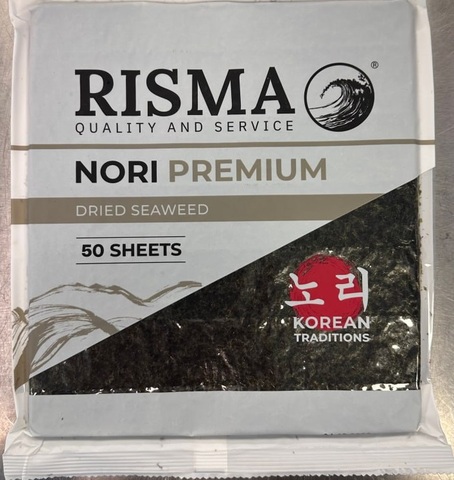 RISMA
®
QUALITY AND SERVICE
NORI PREMIUM
DRIED SEAWEED
50 SHEETS
노리
KOREAN
TRADITIONS